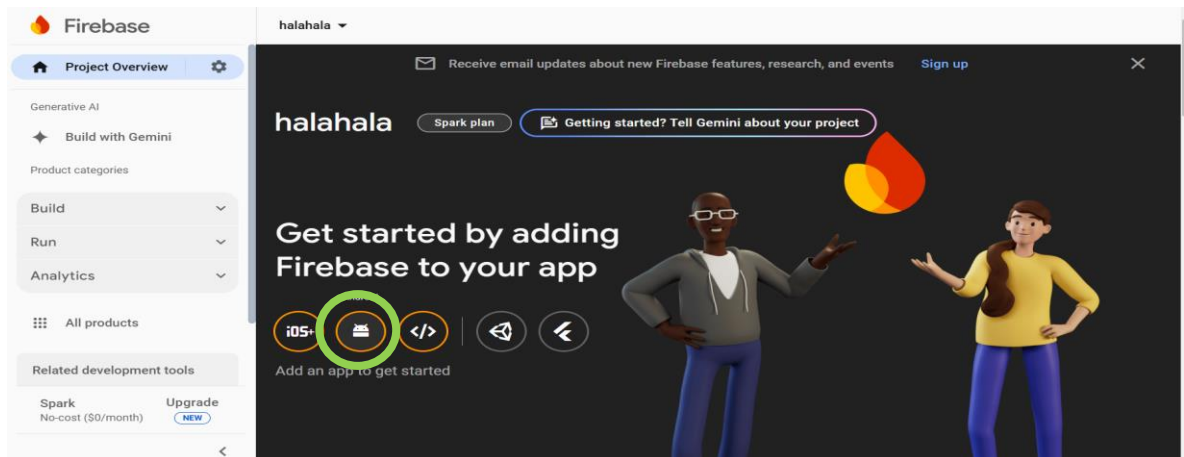 Firebase
halahala
Project Overview
Receive email updates about new Firebase features, research, and events Sign up
Generative AI
Build with Gemini
Product categories
Build
Run
Analytics
All products
Related development tools
Spark
No-cost ($0/month)
Upgrade
NEW
halahala
Spark plan
Getting started? Tell Gemini about your project
Get started by adding
Firebase to your app
iOS+
</>
Add an app to get started